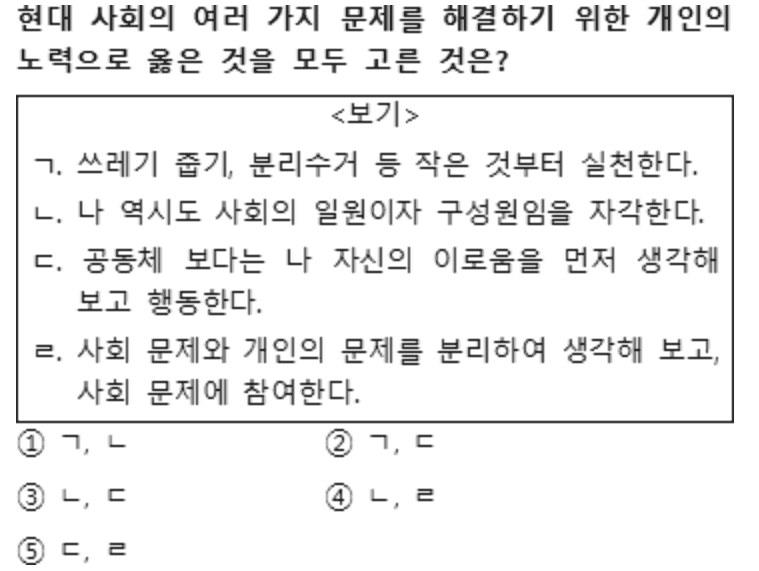 현대 사회의 여러 가지 문제를 해결하기 위한 개인의
노력으로 옳은 것을 모두 고른 것은?
<보기>
ㄱ. 쓰레기 줍기, 분리수거 등 작은 것부터 실천한다.
ㄴ. 나 역시도 사회의 일원이자 구성원임을 자각한다.
ㄷ. 공동체 보다는 나 자신의 이로움을 먼저 생각해
보고 행동한다.
ㄹ. 사회 문제와 개인의 문제를 분리하여 생각해 보고,
사회 문제에 참여한다.
① ㄱ, ㄴ ② ㄱ, ㄷ
③ ㄴ, ㄷ ④ ㄴ, ㄹ
⑤ ㄷ, ㄹ